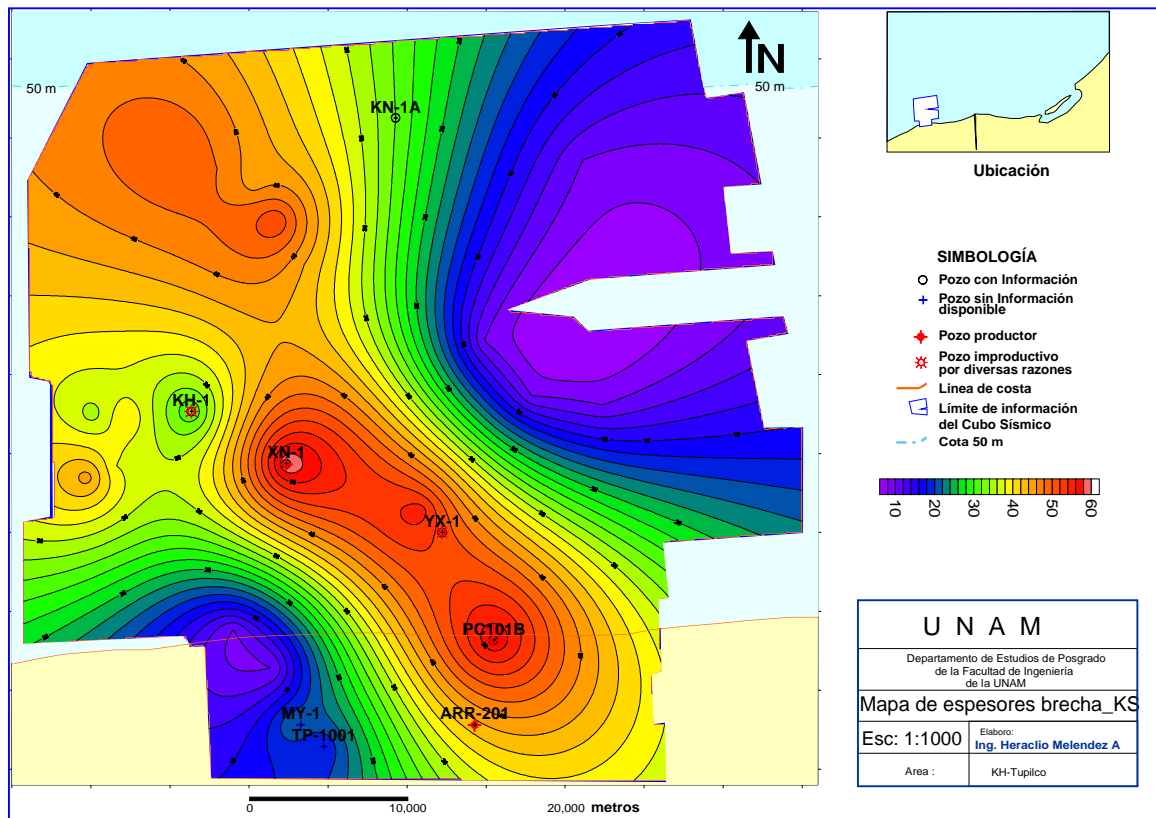 50 m
N
50 m
KN-1A
KH-1
XN-1
YX-1
PC101B
MY-1
TP-1001
ARR-201
0
10,000
20,000
metros
Ubicación
SIMBOLOGÍA
Pozo con Información
Pozo sin Información
disponible
Pozo productor
Pozo improductivo
por diversas razones
Linea de costa
Límite de información
del Cubo Sísmico
Cota 50 m
10
20
30
40
50
60
U N A M
Departamento de Estudios de Posgrado
de la Facultad de Ingeniería
de la UNAM
Mapa de espesores brecha_KS
Esc: 1:1000
Elaboro:
Ing. Heraclio Melendez A
Area :
KH-Tupilco